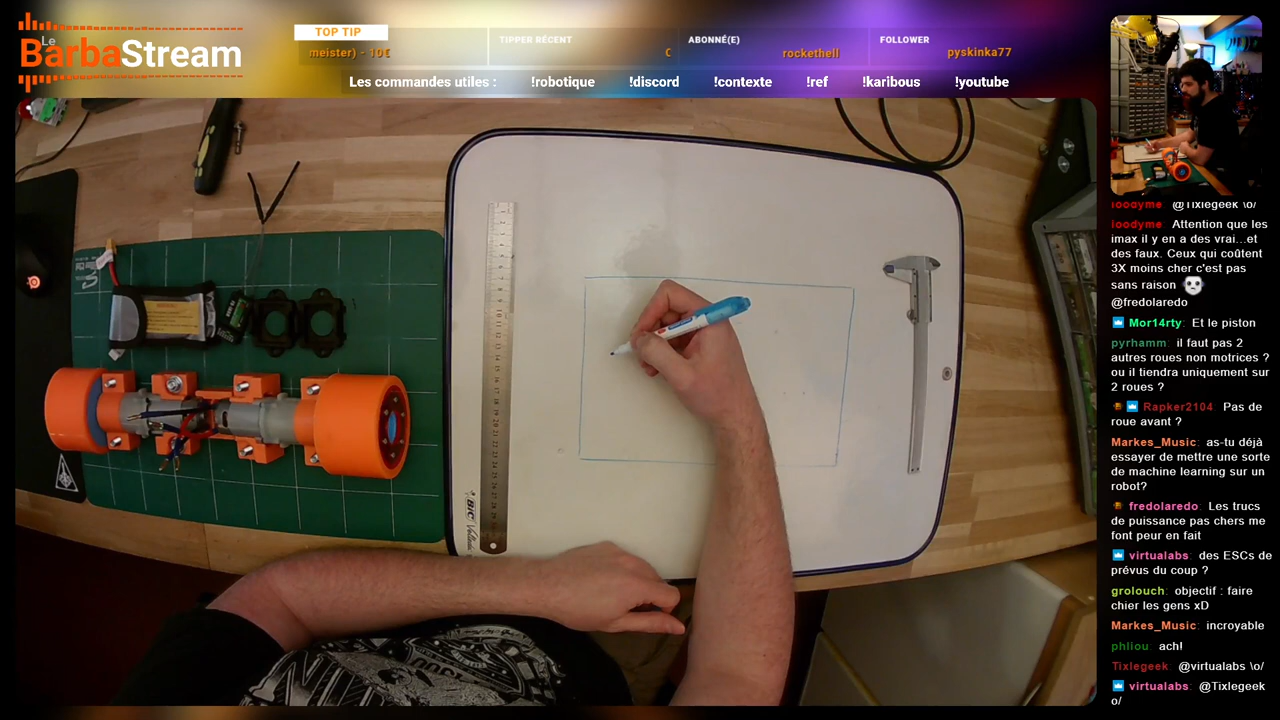 Le
BarbaStream
TOP TIP
meister) - 10€
TIPPER RÉCENT
ABONNÉ(E)
rockethell
FOLLOWER
pyskinka77
Les commandes utiles : !robotique !discord !contexte !ref !karibous !youtube
BIC
loodyme @Tixlegeek \o/
loodyme Attention que les
imax il y en a des vrai...et
des faux. Ceux qui coûtent
3X moins cher c'est pas
sans raison
@fredolaredo
Mor14rty: Et le piston
pyrhamm: il faut pas 2
autres roues non motrices ?
ou il tiendra uniquement sur
2 roues ?
Rapker2104 Pas de
roue avant ?
Markes_Music: as-tu déjà
essayer de mettre une sorte
de machine learning sur un
robot?
fredolaredo: Les trucs
de puissance pas chers me
font peur en fait
virtualabs: des ESCs de
prévus du coup ?
grolouch: objectif : faire
chier les gens xD
Markes_Music: incroyable
phliou: ach!
Tixlegeek: @virtualabs \o/
virtualabs: @Tixlegeek
o/